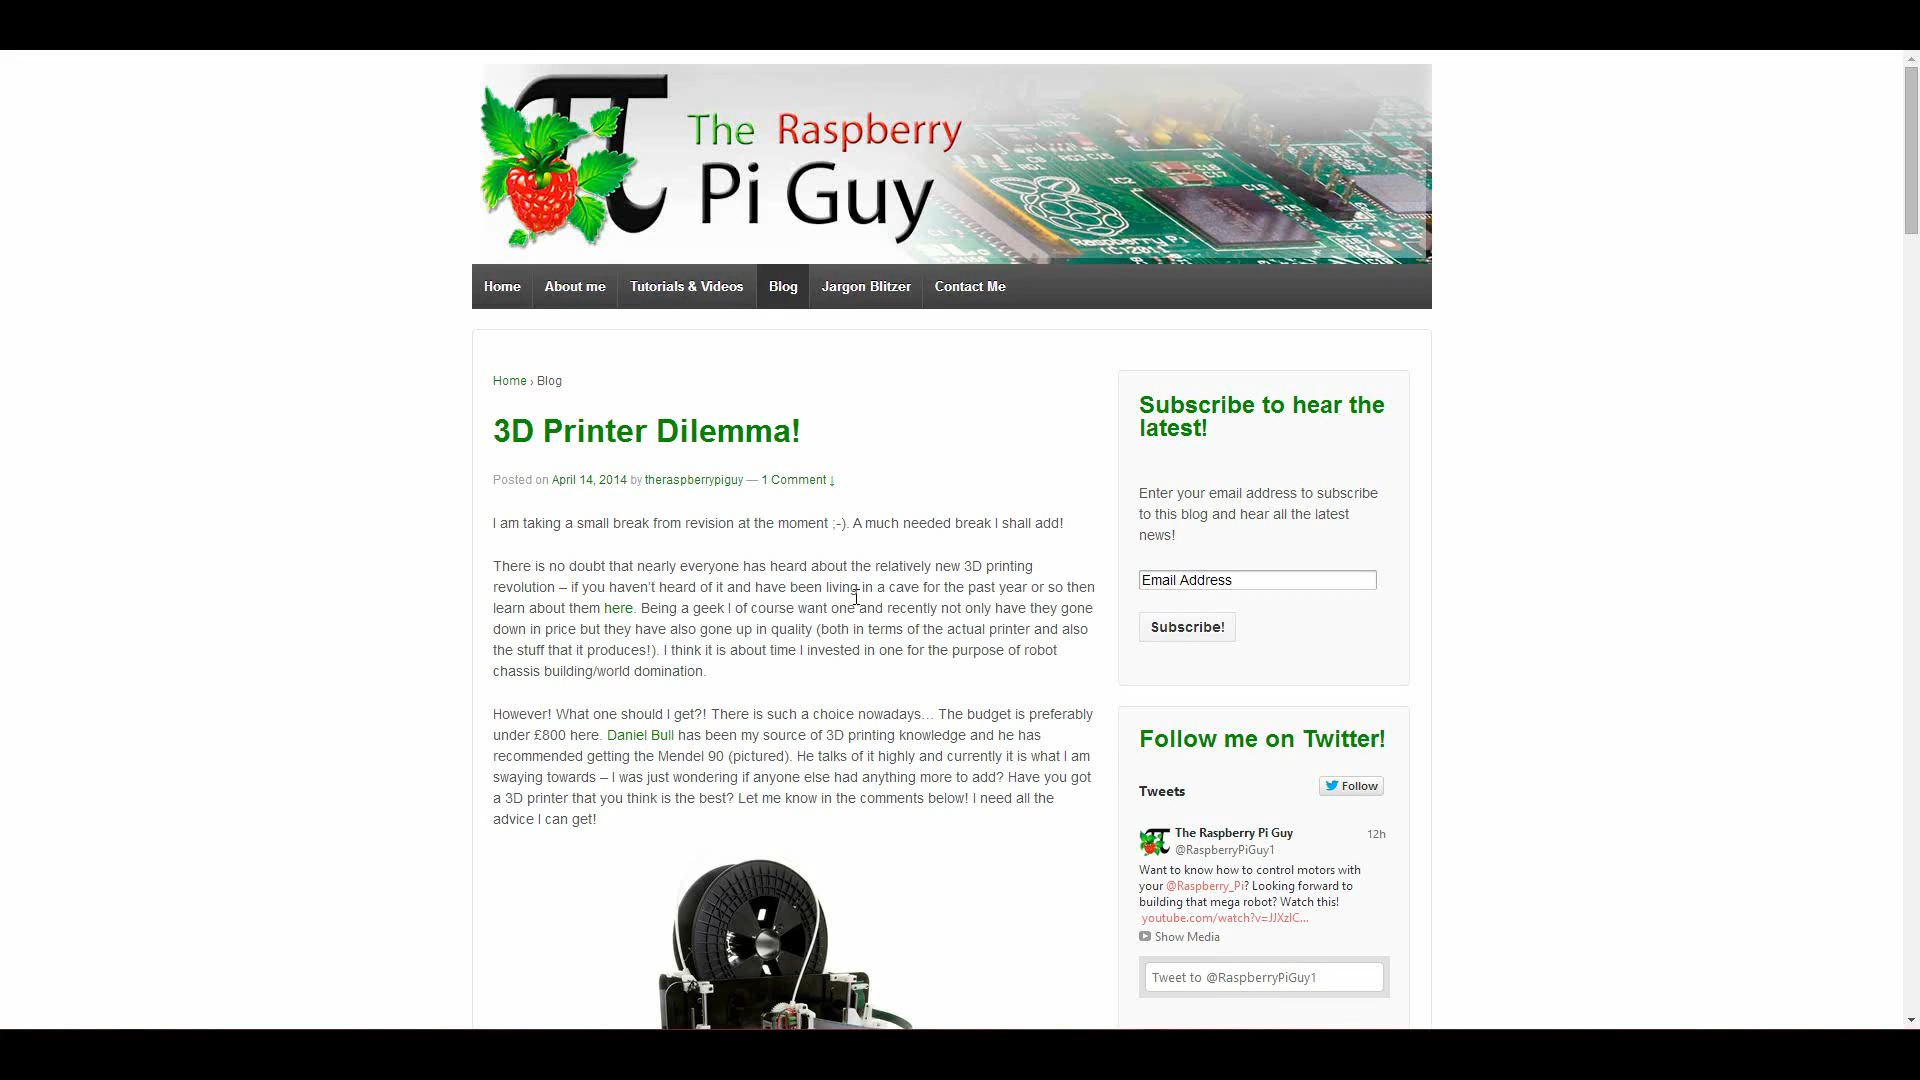 The Raspberry
Pi Guy
Home
About me
Tutorials & Videos
Blog
Jargon Blitzer
Contact Me
Home › Blog
3D Printer Dilemma!
Posted on April 14, 2014 by theraspberrypiguy — 1 Comment ↓
I am taking a small break from revision at the moment ;-). A much needed break I shall add!
There is no doubt that nearly everyone has heard about the relatively new 3D printing
revolution – if you haven't heard of it and have been living in a cave for the past year or so then
learn about them here. Being a geek I of course want one and recently not only have they gone
down in price but they have also gone up in quality (both in terms of the actual printer and also
the stuff that it produces!). I think it is about time I invested in one for the purpose of robot
chassis building/world domination.
However! What one should I get?! There is such a choice nowadays… The budget is preferably
under £800 here. Daniel Bull has been my source of 3D printing knowledge and he has
recommended getting the Mendel 90 (pictured). He talks of it highly and currently it is what I am
swaying towards – I was just wondering if anyone else had anything more to add? Have you got
a 3D printer that you think is the best? Let me know in the comments below! I need all the
advice I can get!
Subscribe to hear the
latest!
Enter your email address to subscribe
to this blog and hear all the latest
news!
Email Address
Subscribe!
Follow me on Twitter!
Tweets
Follow
The Raspberry Pi Guy
12h
@RaspberryPiGuy1
Want to know how to control motors with
your @Raspberry_Pi? Looking forward to
building that mega robot? Watch this!
youtube.com/watch?v=JJXzlC…
Show Media
Tweet to @RaspberryPiGuy1